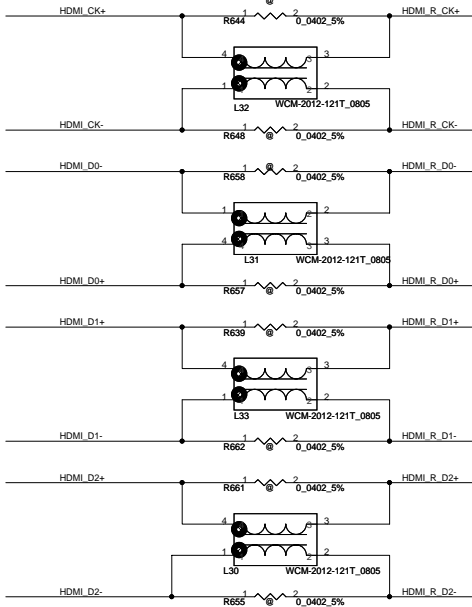 @
HDMI_CK+ R644 1 2 0_0402_5% HDMI_R_CK+
4 3 3
1 2 2
L32 WCM-2012-121T_0805
HDMI_CK- R648 1 @ 2 0_0402_5% HDMI_R_CK-
HDMI_D0- R658 1 @ 2 0_0402_5% HDMI_R_D0-
1 2 2
4 3 3
L31 WCM-2012-121T_0805
HDMI_D0+ R657 1 @ 2 0_0402_5% HDMI_R_D0+
HDMI_D1+ R639 1 @ 2 0_0402_5% HDMI_R_D1+
4 3 3
1 2 2
L33 WCM-2012-121T_0805
HDMI_D1- R662 1 @ 2 0_0402_5% HDMI_R_D1-
HDMI_D2+ R661 1 @ 2 0_0402_5% HDMI_R_D2+
4 3 3
1 2 2
L30 WCM-2012-121T_0805
HDMI_D2- R655 1 @ 2 0_0402_5% HDMI_R_D2-